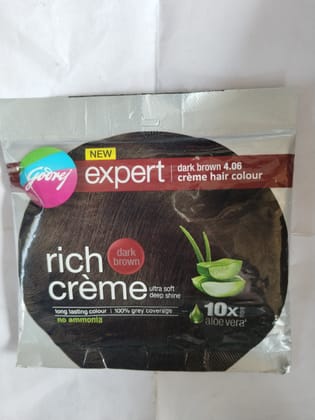 NEW
Godrej
expert
dark brown 4.06
crème hair colour
dark
brown
rich
crème
ultra soft
deep shine
long lasting colour | 100% grey coverage
no ammonia
10x
aloe vera*